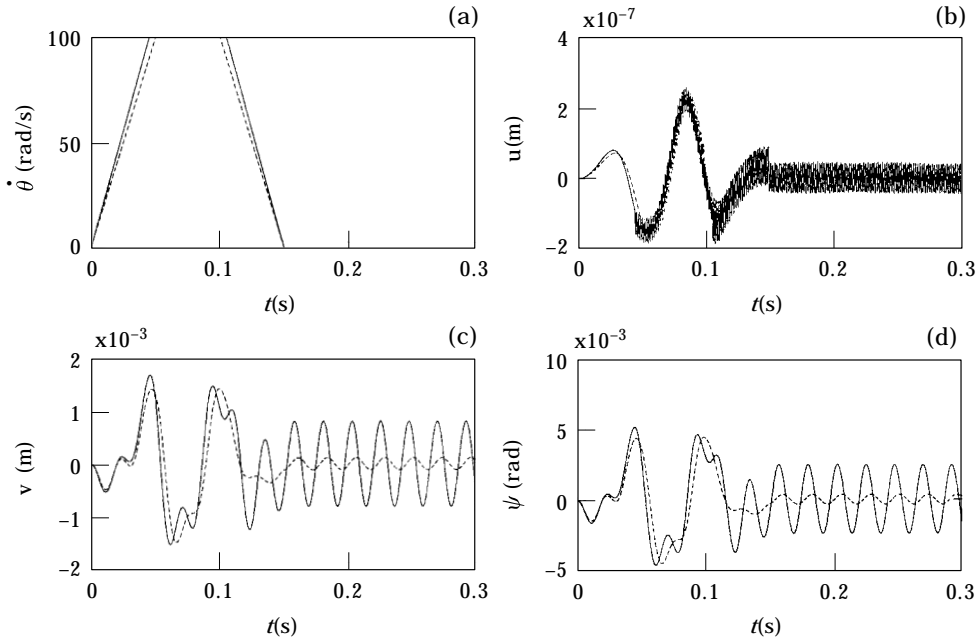 (a)
100
50
0
θ̇ (rad/s)
0
0.1
0.2
0.3
t(s)
x10⁻⁷
(b)
4
2
0
−2
u(m)
0
0.1
0.2
0.3
t(s)
x10⁻³
(c)
2
1
0
−1
−2
v (m)
0
0.1
0.2
0.3
t(s)
x10⁻³
(d)
10
5
0
−5
ψ (rad)
0
0.1
0.2
0.3
t(s)